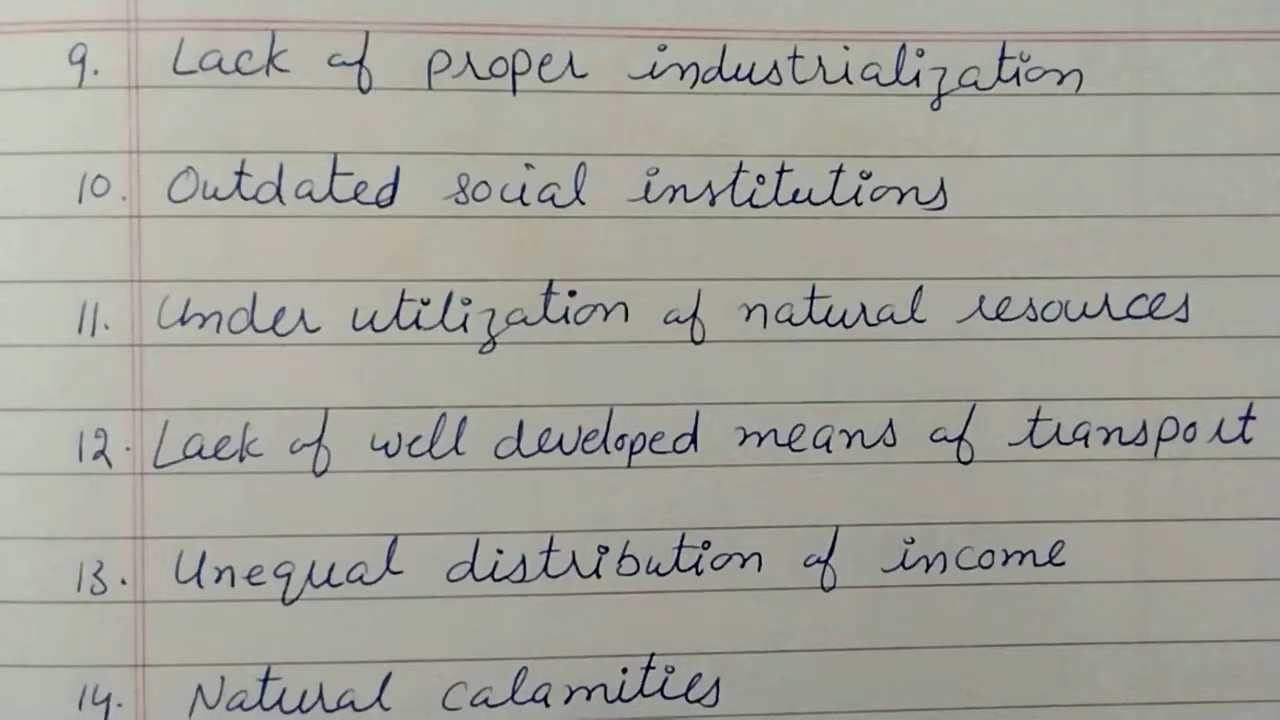 9. Lack of proper industrialization
10. Outdated social institutions
11. Under utilization of natural resources
12. Lack of well developed means of transport
13. Unequal distribution of income
14. Natural calamities